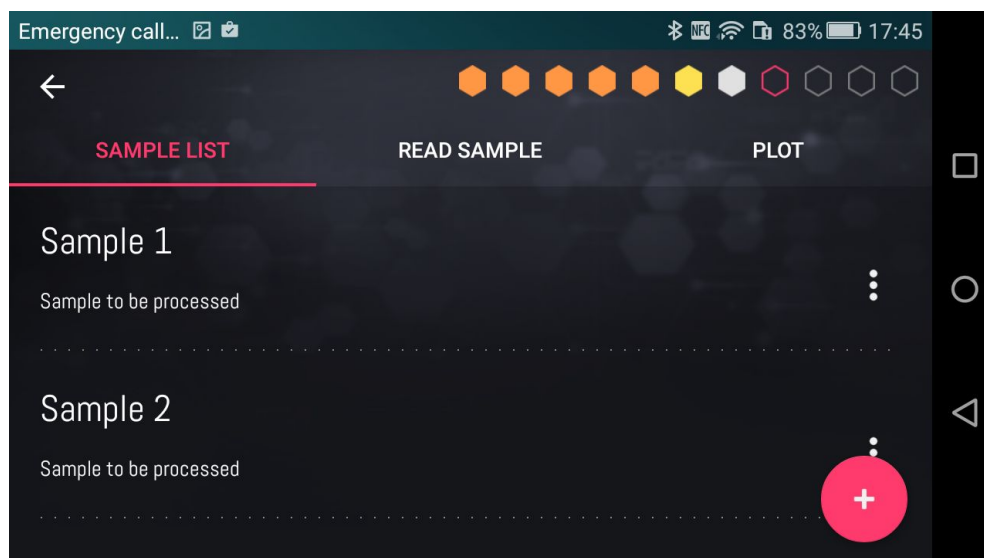 Emergency call... NFC 83% 17:45
SAMPLE LIST READ SAMPLE PLOT
Sample 1
Sample to be processed
Sample 2
Sample to be processed
+